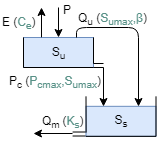 E (Ce) P Qu (Sumax,β)
Su
Pc (Pcmax,Sumax)
Qm (Ks) Ss